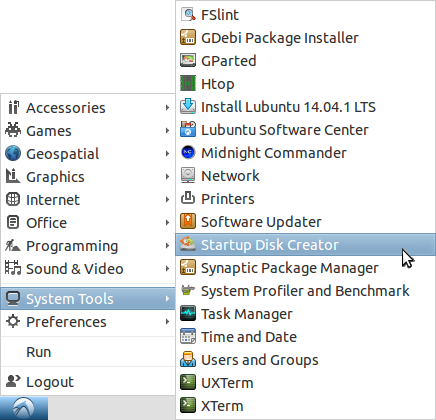 Accessories
Games
Geospatial
Graphics
Internet
Office
Programming
Sound & Video
System Tools
Preferences
Run
Logout
FSlint
GDebi Package Installer
GParted
Htop
Install Lubuntu 14.04.1 LTS
Lubuntu Software Center
Midnight Commander
Network
Printers
Software Updater
Startup Disk Creator
Synaptic Package Manager
System Profiler and Benchmark
Task Manager
Time and Date
Users and Groups
UXTerm
XTerm